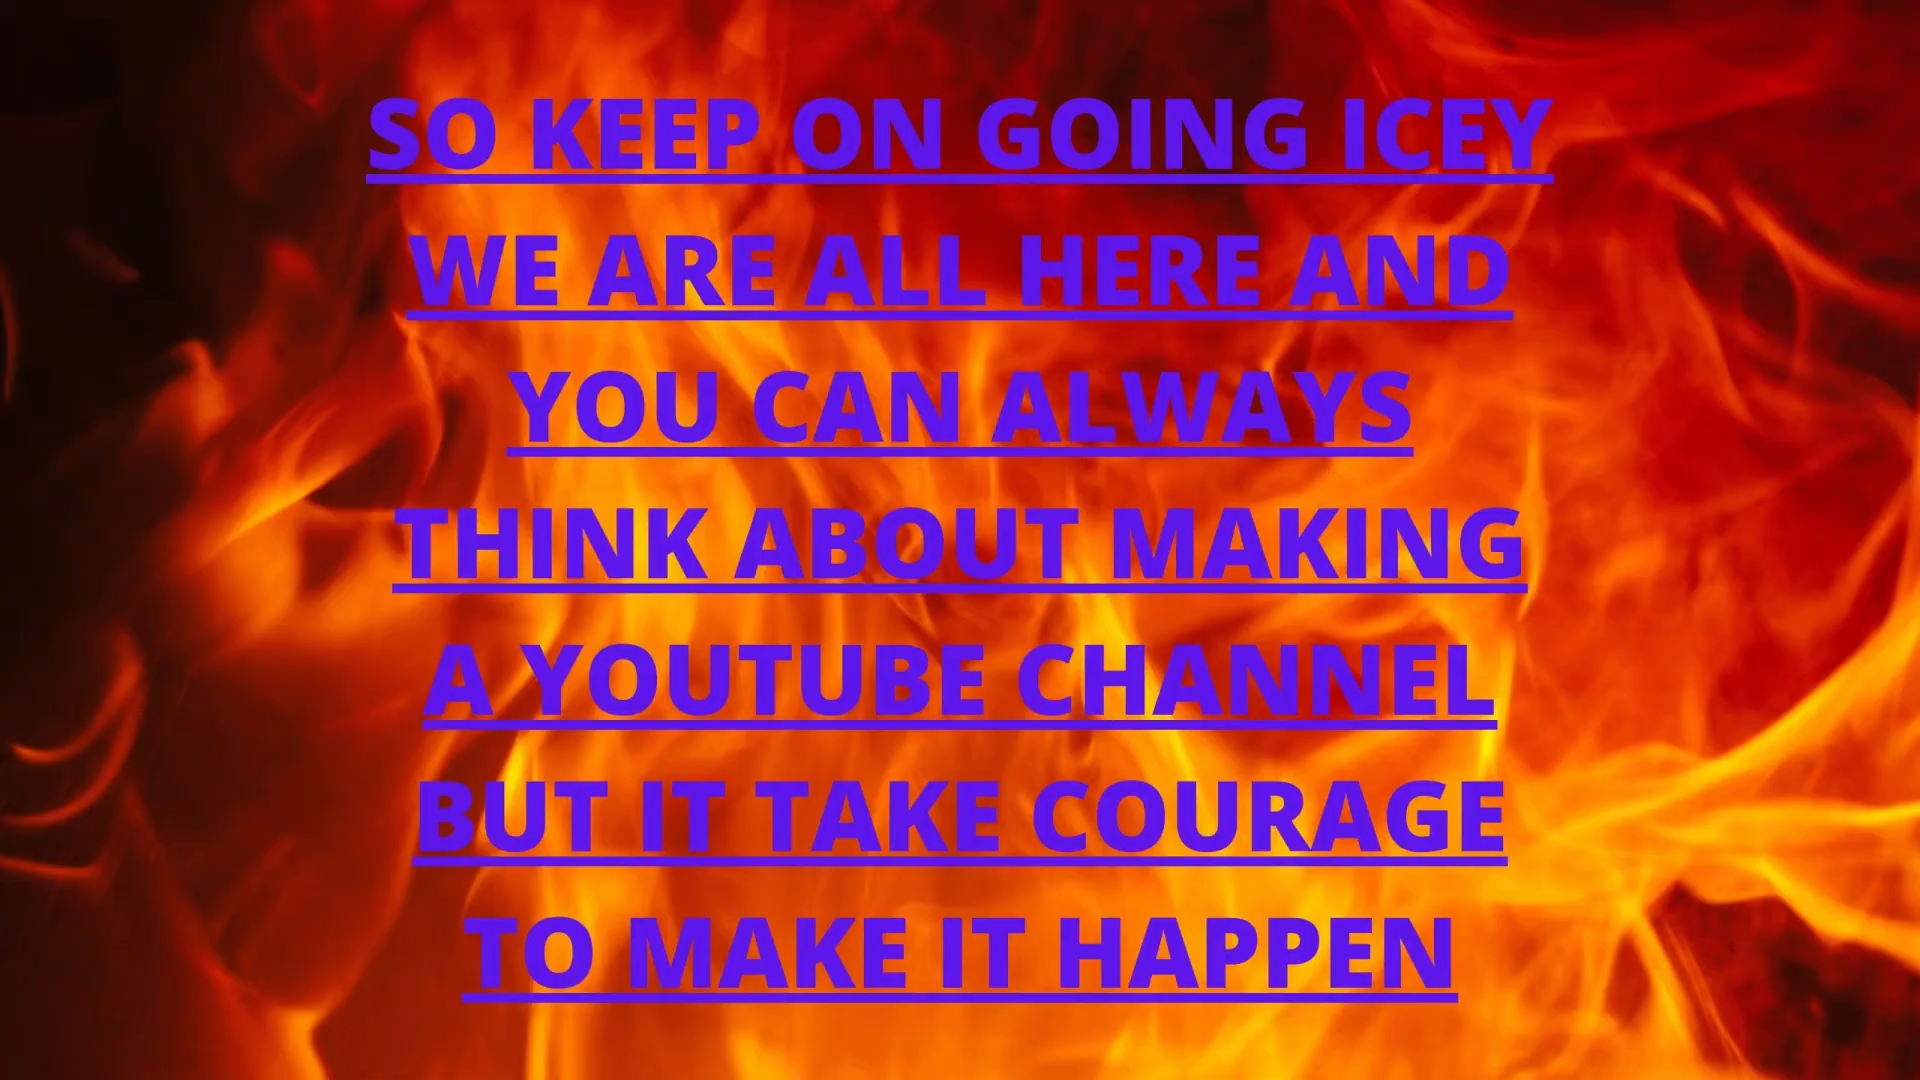 SO KEEP ON GOING ICEY
WE ARE ALL HERE AND
YOU CAN ALWAYS
THINK ABOUT MAKING
A YOUTUBE CHANNEL
BUT IT TAKE COURAGE
TO MAKE IT HAPPEN